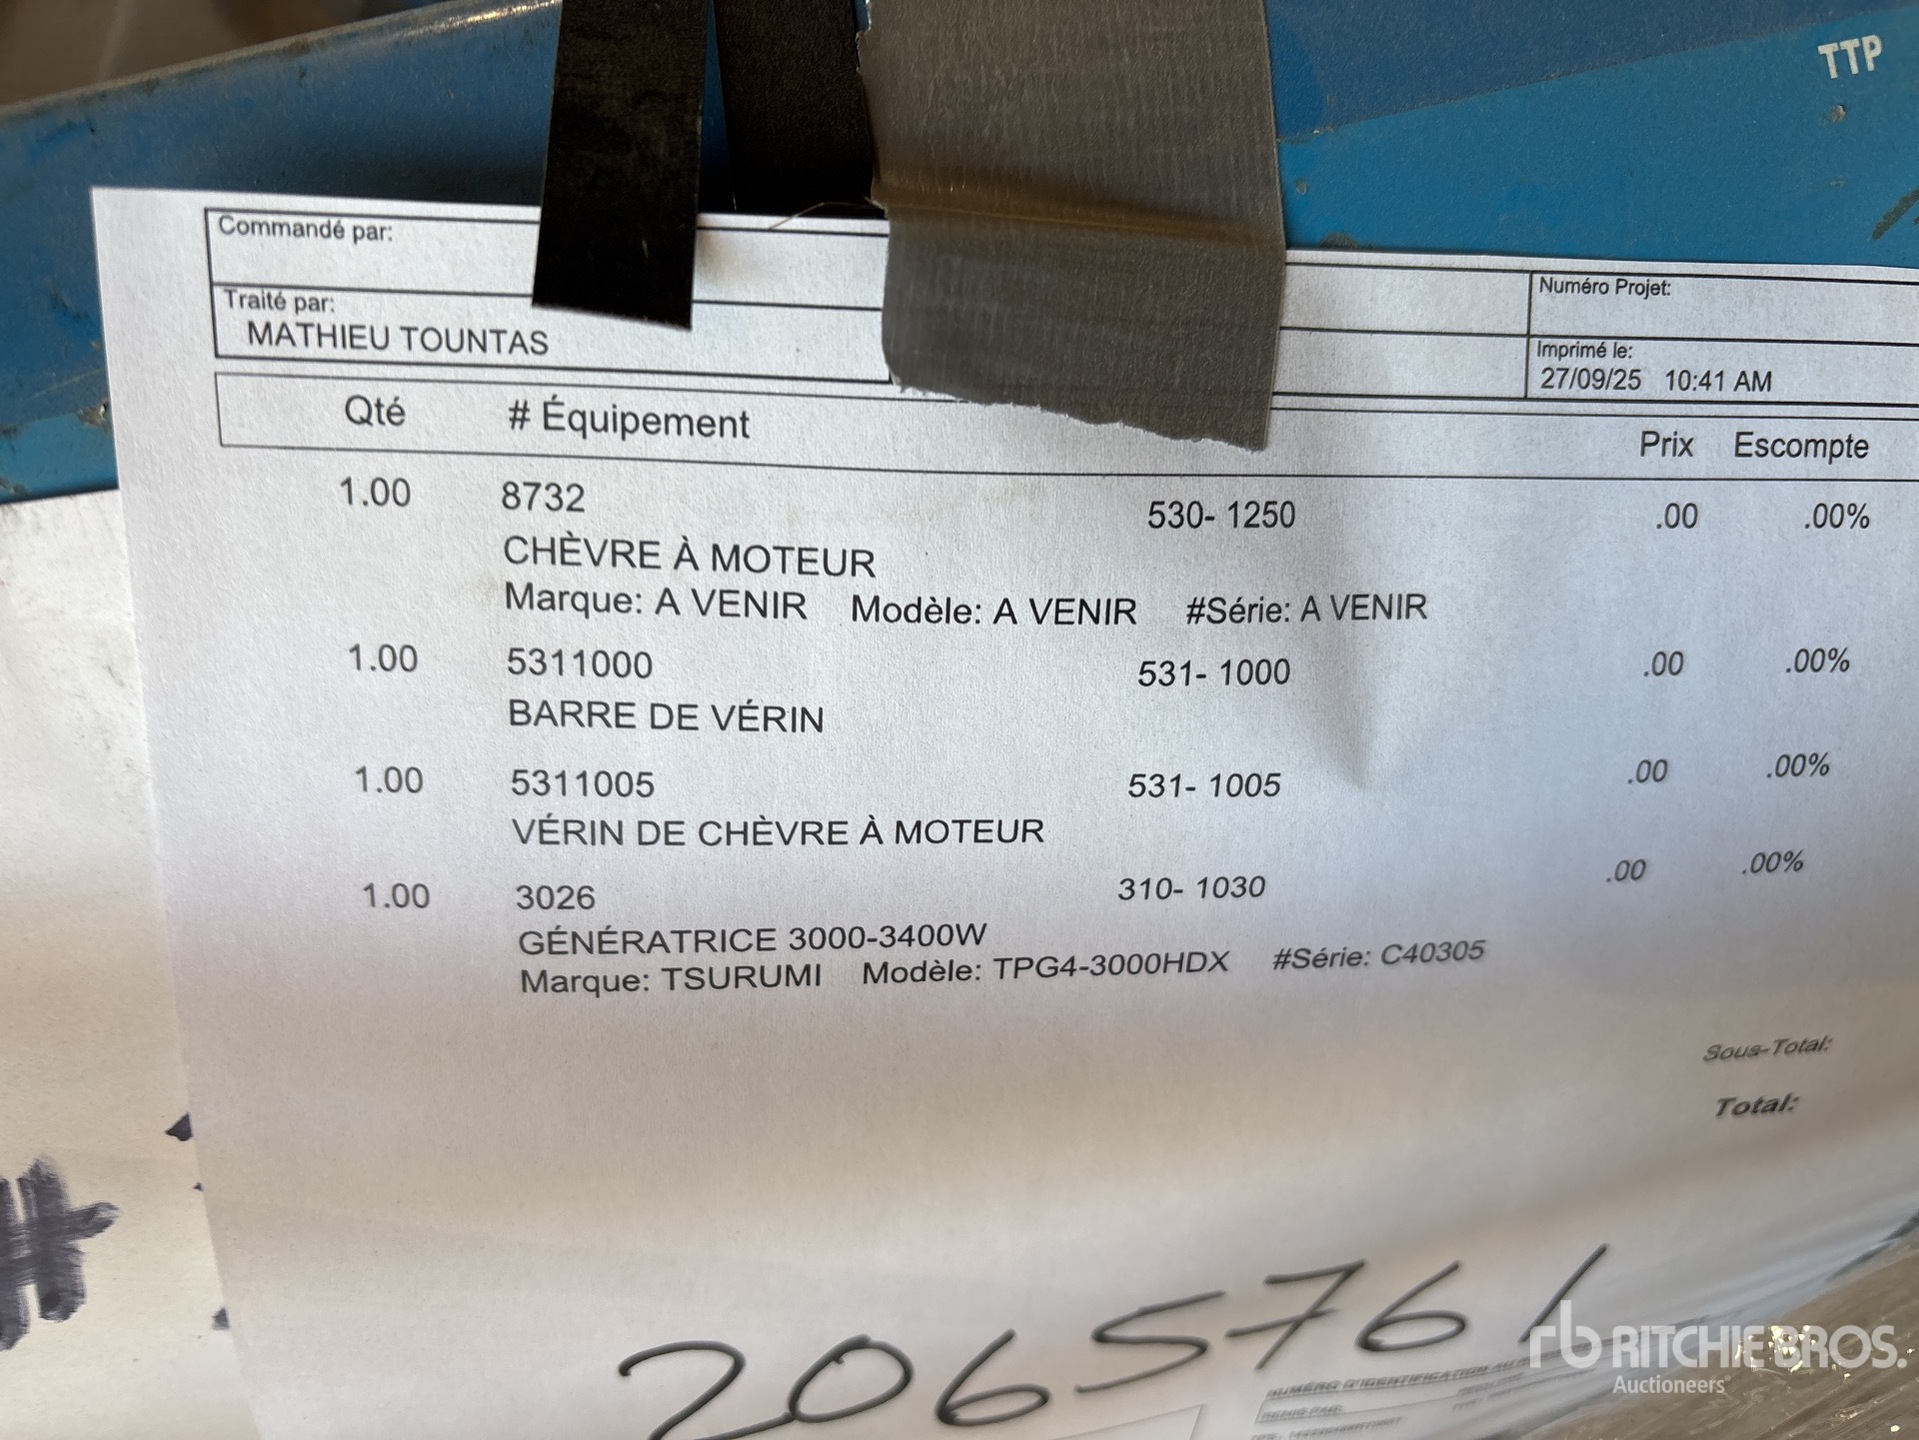 TTP
Commandé par:
Numéro Projet:
Traité par:
MATHIEU TOUNTAS
Imprimé le:
27/09/25 10:41 AM
Qté # Équipement Prix Escompte
1.00 8732 530- 1250 .00 .00%
CHÈVRE À MOTEUR
Marque: A VENIR Modèle: A VENIR #Série: A VENIR
1.00 5311000 531- 1000 .00 .00%
BARRE DE VÉRIN
1.00 5311005 531- 1005 .00 .00%
VÉRIN DE CHÈVRE À MOTEUR
1.00 3026 310- 1030 .00 .00%
GÉNÉRATRICE 3000-3400W
Marque: TSURUMI Modèle: TPG4-3000HDX #Série: C40305
Sous-Total:
Total:
#
2065761
NUMÉRO D'IDENTIFICATION
rb RITCHIE BROS.
Auctioneers